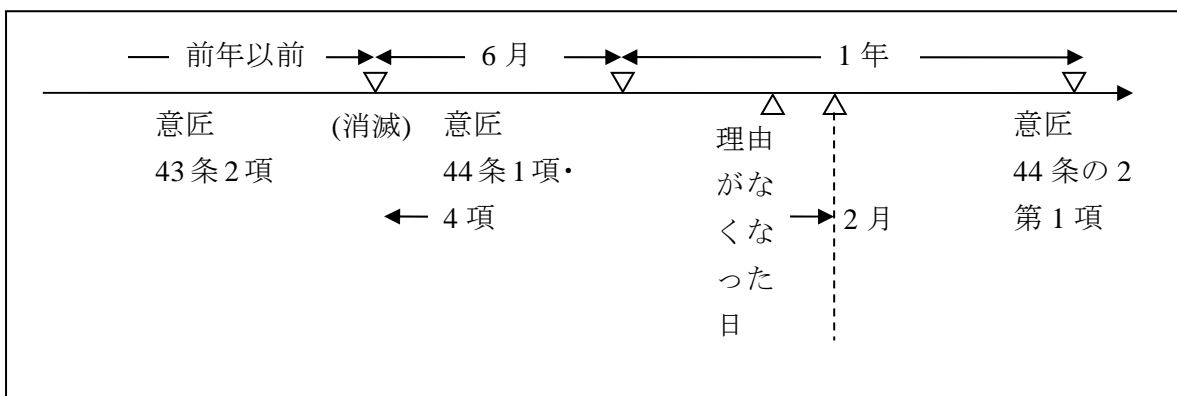 前年以前
6月
1年
意匠
43条2項
(消滅)
意匠
44条1項・
4項
理由
がな
くな
った
日
2月
意匠
44条の2
第1項